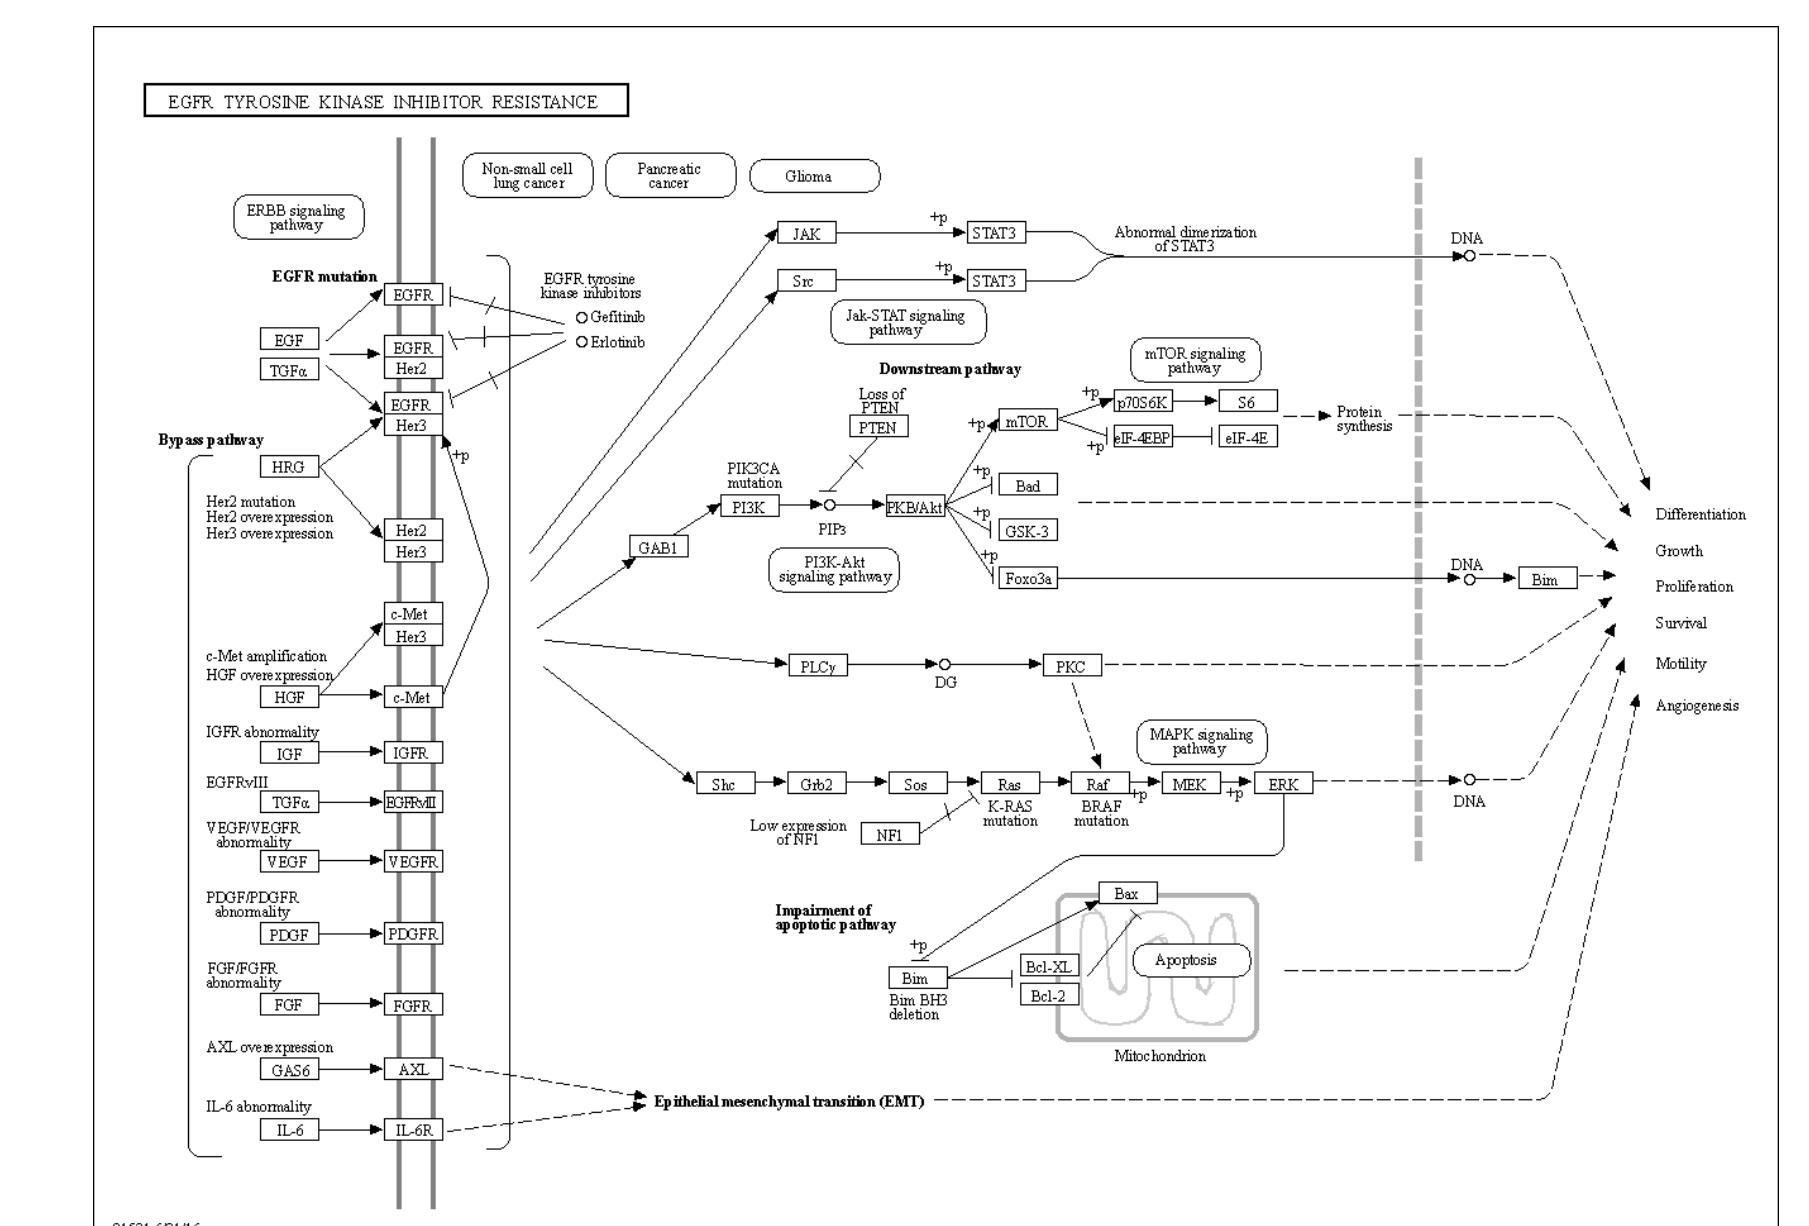 EGFR TYROSINE KINASE INHIBITOR RESISTANCE
Non-small cell
lung cancer
Pancreatic
cancer
Glioma
ERBB signaling
pathway
EGFR mutation
EGFR
EGF
TGFα
EGFR
Her2
EGFR
Her3
EGFR tyrosine
kinase inhibitors
Gefitinib
Erlotinib
Bypass pathway
HRG
+p
Her2 mutation
Her2 overexpression
Her3 overexpression
Her2
Her3
c-Met
Her3
c-Met amplification
HGF overexpression
HGF
c-Met
IGFR abnormality
IGF
IGFR
EGFRvIII
TGFα
EGFRvIII
VEGF/VEGFR
abnormality
VEGF
VEGFR
PDGF/PDGFR
abnormality
PDGF
PDGFR
FGF/FGFR
abnormality
FGF
FGFR
AXL overexpression
GAS6
AXL
IL-6 abnormality
IL-6
IL-6R
JAK
+p
STAT3
Src
+p
STAT3
Abnormal dimerization
of STAT3
DNA
Jak-STAT signaling
pathway
Downstream pathway
mTOR signaling
pathway
Loss of
PTEN
PTEN
+p
mTOR
+p
p70S6K
S6
+p
eIF-4EBP
eIF-4E
Protein
synthesis
PIK3CA
mutation
PI3K
PIP3
PKB/Akt
+p
Bad
+p
GSK-3
+p
Foxo3a
DNA
Bim
GAB1
PI3K-Akt
signaling pathway
PLCγ
DG
PKC
MAPK signaling
pathway
Shc
Grb2
Sos
Ras
Raf
+p
MEK
+p
ERK
DNA
K-RAS
mutation
BRAF
mutation
Low expression
of NF1
NF1
Impairment of
apoptotic pathway
+p
Bim
Bim BH3
deletion
Bax
Bcl-XL
Bcl-2
Apoptosis
Mitochondrion
Epithelial mesenchymal transition (EMT)
Differentiation
Growth
Proliferation
Survival
Motility
Angiogenesis